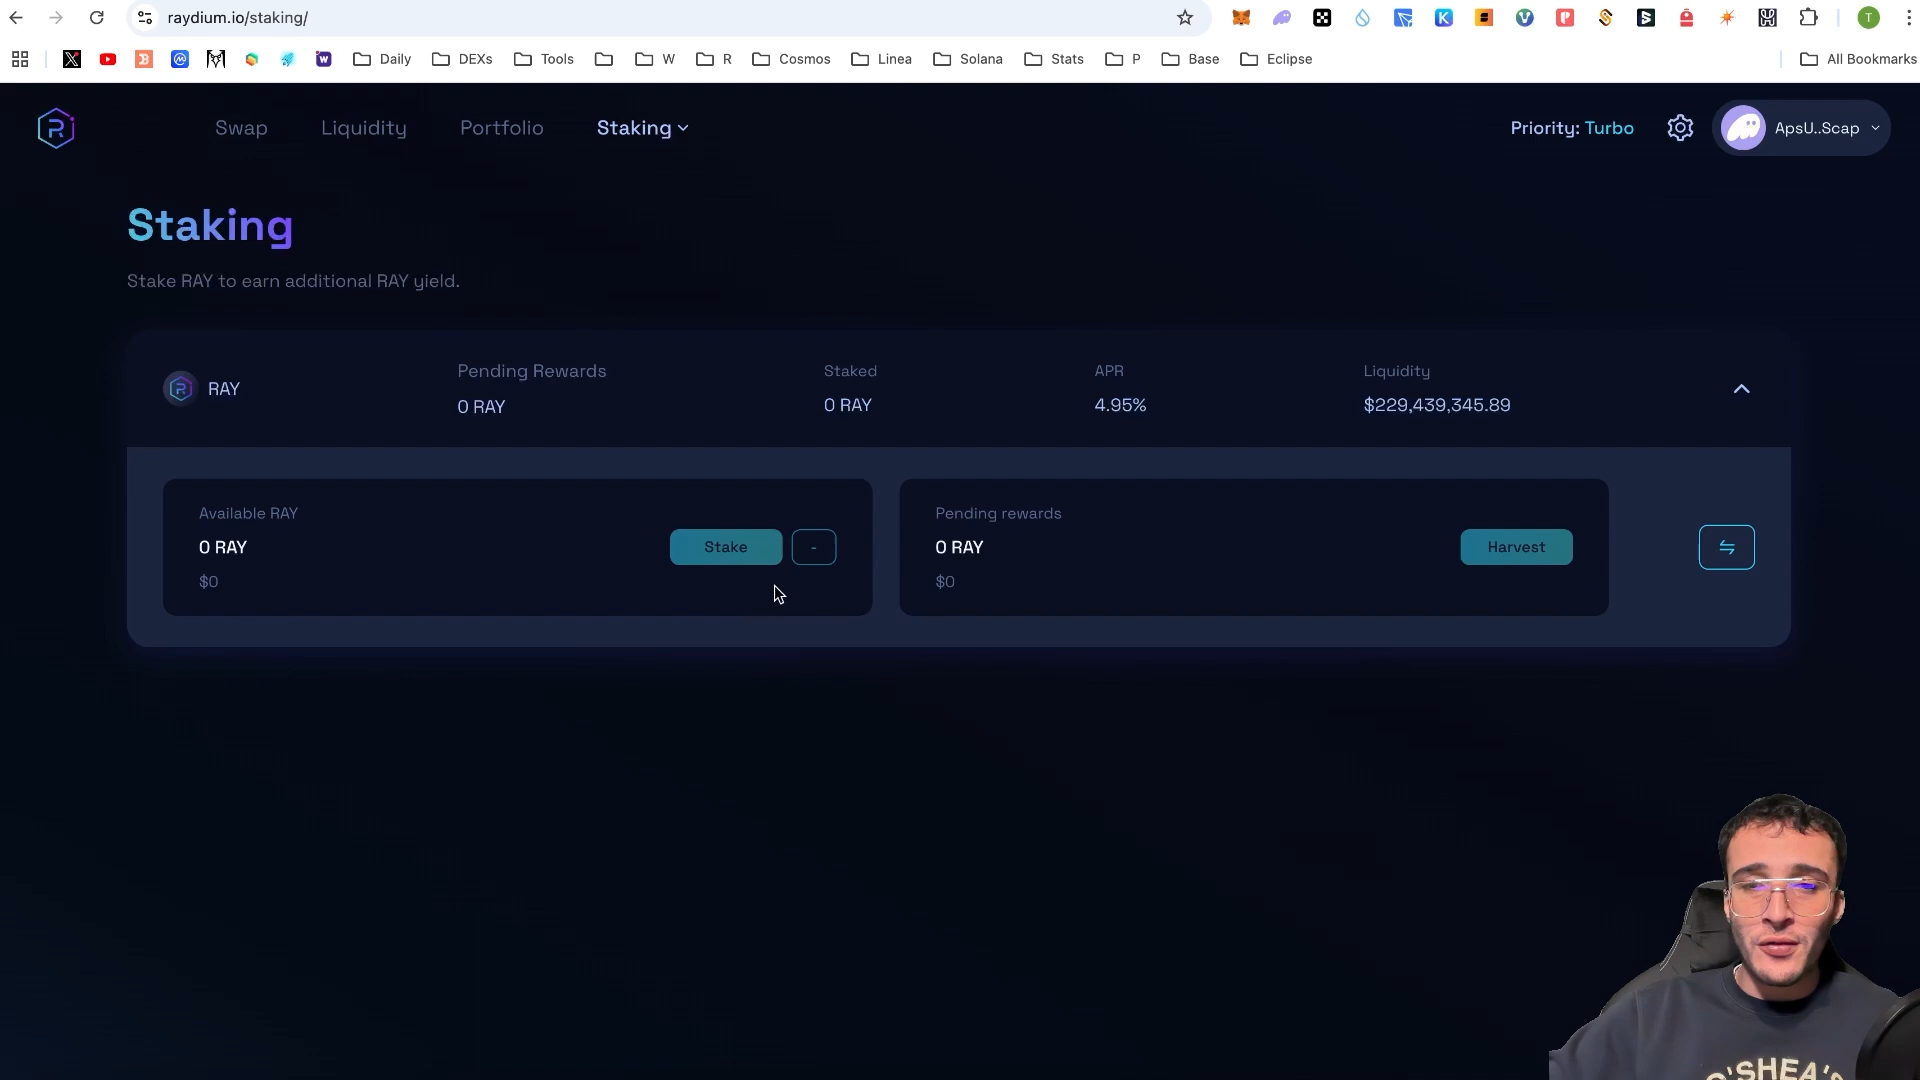 raydium.io/staking/
T
Daily
DEXs
Tools
W
R
Cosmos
Linea
Solana
Stats
P
Base
Eclipse
All Bookmarks
Swap
Liquidity
Portfolio
Staking
Priority: Turbo
ApsU..Scap
Staking
Stake RAY to earn additional RAY yield.
RAY
Pending Rewards
0 RAY
Staked
0 RAY
APR
4.95%
Liquidity
$229,439,345.89
Available RAY
0 RAY
$0
Stake
-
Pending rewards
0 RAY
$0
Harvest
O'SHEA'S